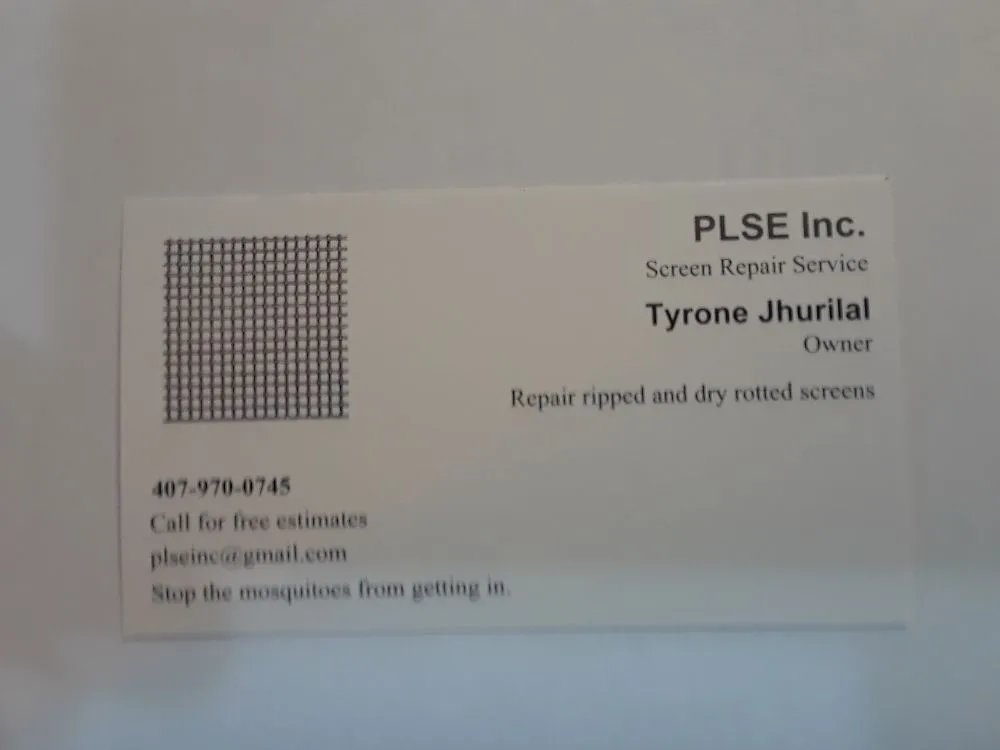 PLSE Inc.
Screen Repair Service
Tyrone Jhurilal
Owner
Repair ripped and dry rotted screens
407-970-0745
Call for free estimates
plseinc@gmail.com
Stop the mosquitoes from getting in.